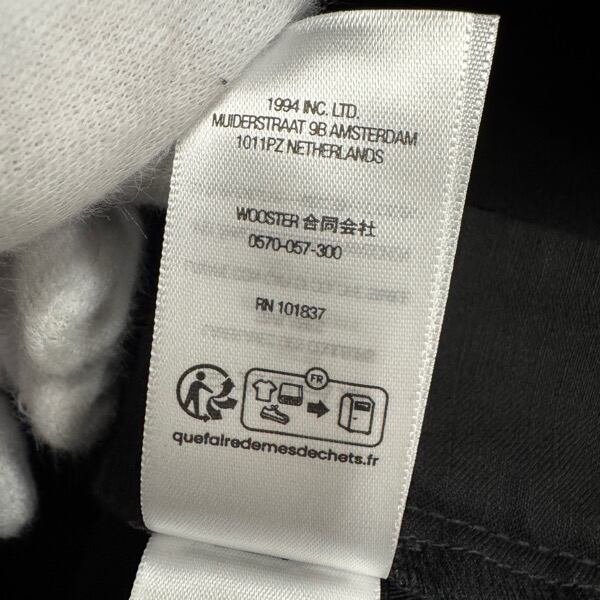 1994 INC. LTD.
MUIDERSTRAAT 9B AMSTERDAM
1011PZ NETHERLANDS
WOOSTER 合同会社
0570-057-300
RN 101837
FR
quefairedemesdechets.fr